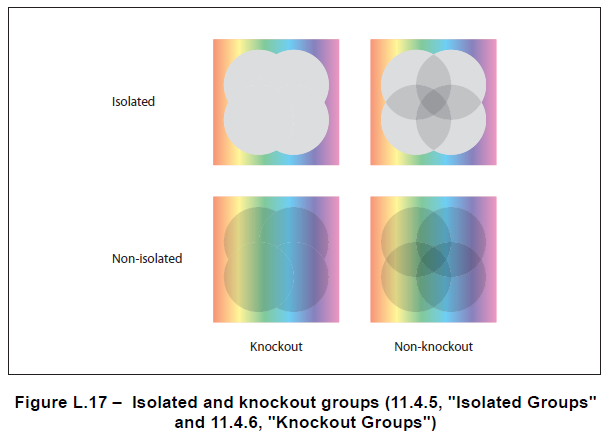 Isolated
Non-isolated
Knockout
Non-knockout
Figure L.17 – Isolated and knockout groups (11.4.5, "Isolated Groups"
and 11.4.6, "Knockout Groups")